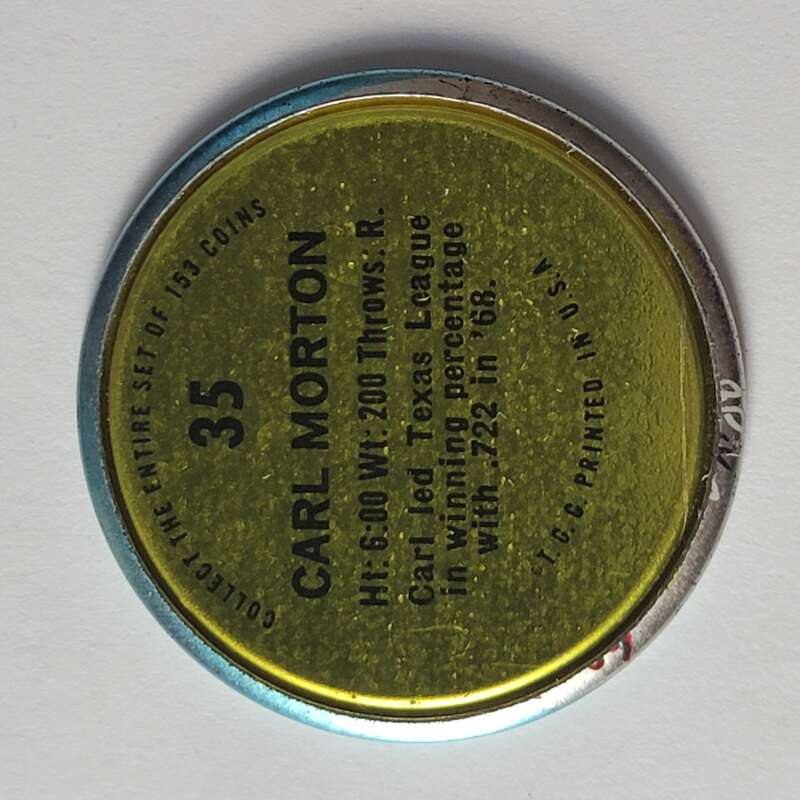 COLLECT THE ENTIRE SET OF 153 COINS
35
CARL MORTON
Ht: 6:00 Wt: 200 Throws: R.
Carl led Texas League
in winning percentage
with .722 in '68.
©T. C. G. PRINTED IN U.S.A.